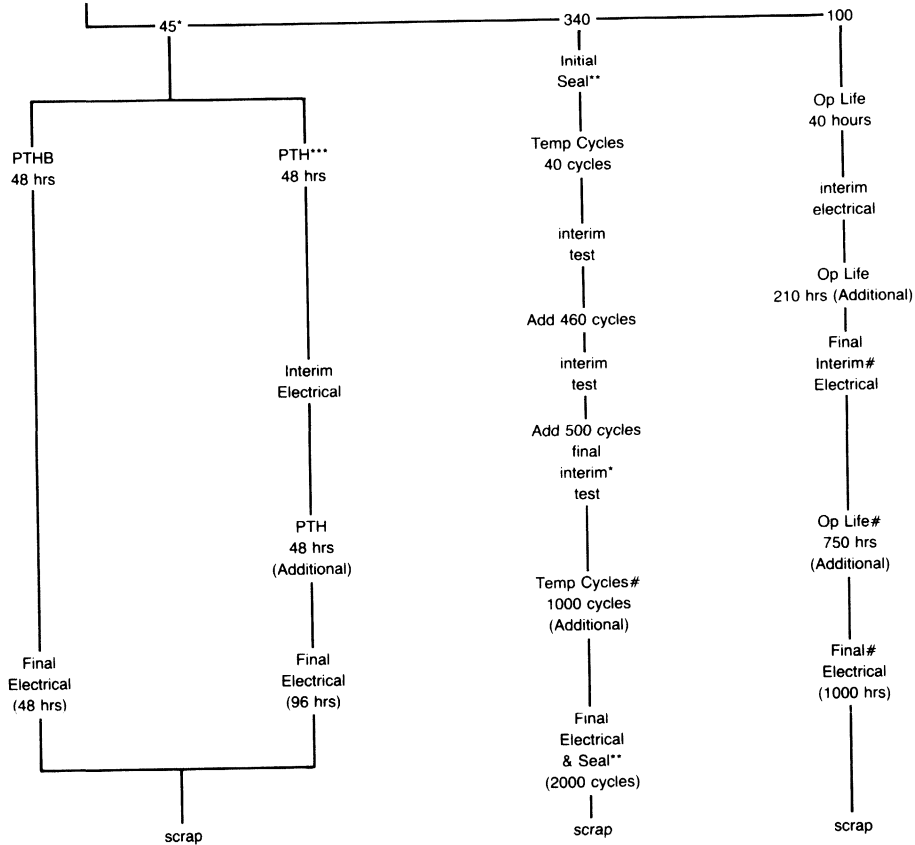 45*
340
100
PTHB
48 hrs
PTH***
48 hrs
Interim
Electrical
PTH
48 hrs
(Additional)
Final
Electrical
(48 hrs)
Final
Electrical
(96 hrs)
scrap
Initial
Seal**
Temp Cycles
40 cycles
interim
test
Add 460 cycles
interim
test
Add 500 cycles
final
interim*
test
Temp Cycles#
1000 cycles
(Additional)
Final
Electrical
& Seal**
(2000 cycles)
scrap
Op Life
40 hours
interim
electrical
Op Life
210 hrs (Additional)
Final
Interim#
Electrical
Op Life#
750 hrs
(Additional)
Final#
Electrical
(1000 hrs)
scrap